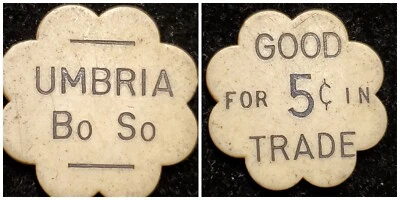 UMBRIA
Bo So
GOOD
FOR 5¢ IN
TRADE